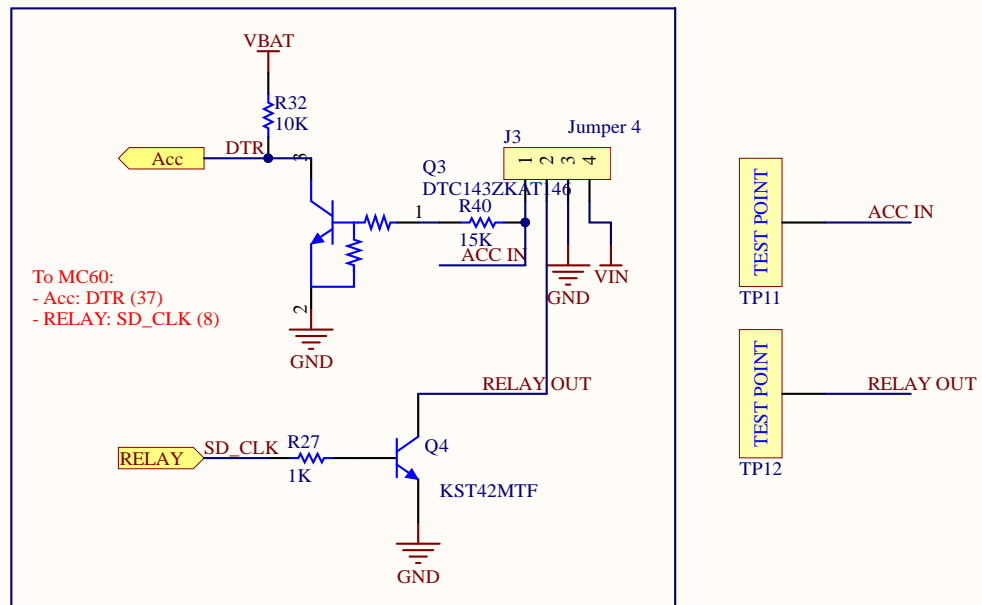 VBAT
R32
10K
Acc
DTR
3
Q3
DTC143ZKAT146
1
R40
15K
ACC IN
2
GND
J3
Jumper 4
1
2
3
4
GND
VIN
To MC60:
- Acc: DTR (37)
- RELAY: SD_CLK (8)
RELAY OUT
RELAY
SD_CLK
R27
1K
Q4
KST42MTF
GND
TEST POINT
ACC IN
TP11
TEST POINT
RELAY OUT
TP12